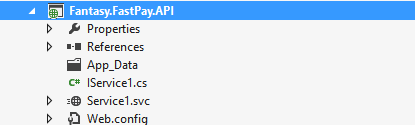 Fantasy.FastPay.API
Properties
References
App_Data
C# IService1.cs
Service1.svc
Web.config